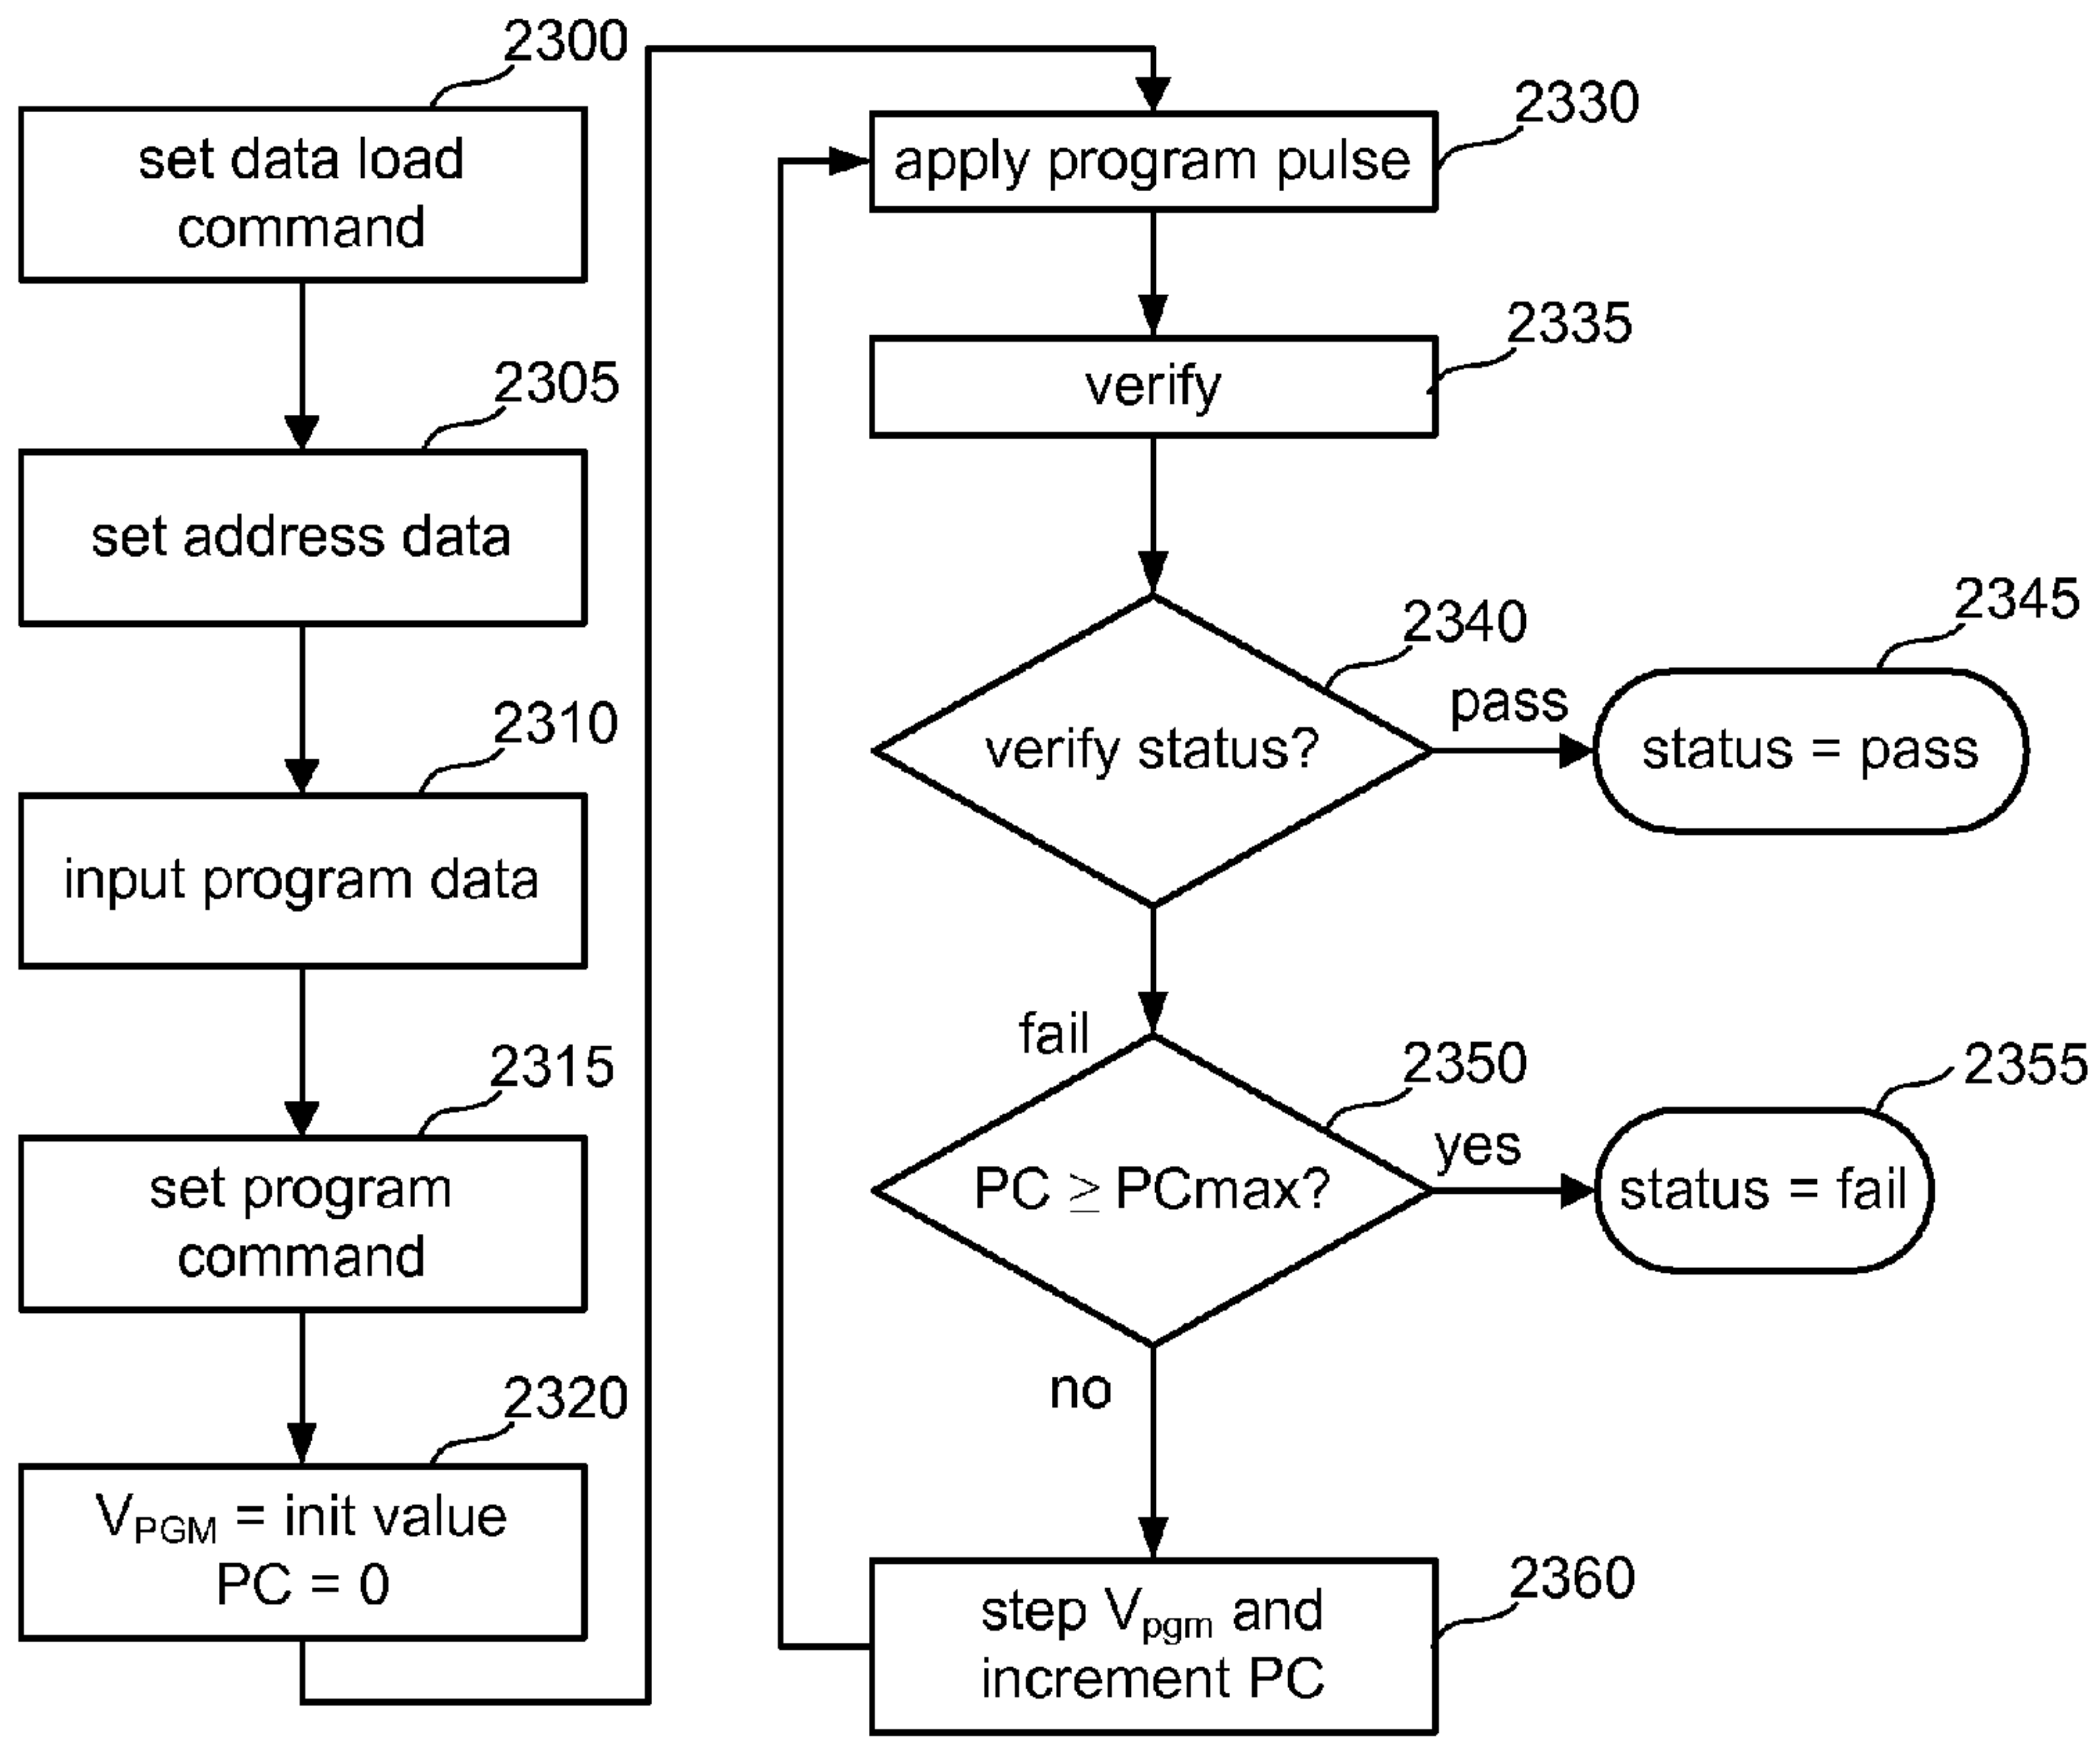 2300
set data load
command
2305
set address data
2310
input program data
2315
set program
command
2320
VPGM = init value
PC = 0
2330
apply program pulse
2335
verify
2340
verify status?
pass
2345
status = pass
fail
2350
PC ≥ PCmax?
yes
2355
status = fail
no
2360
step Vpgm and
increment PC